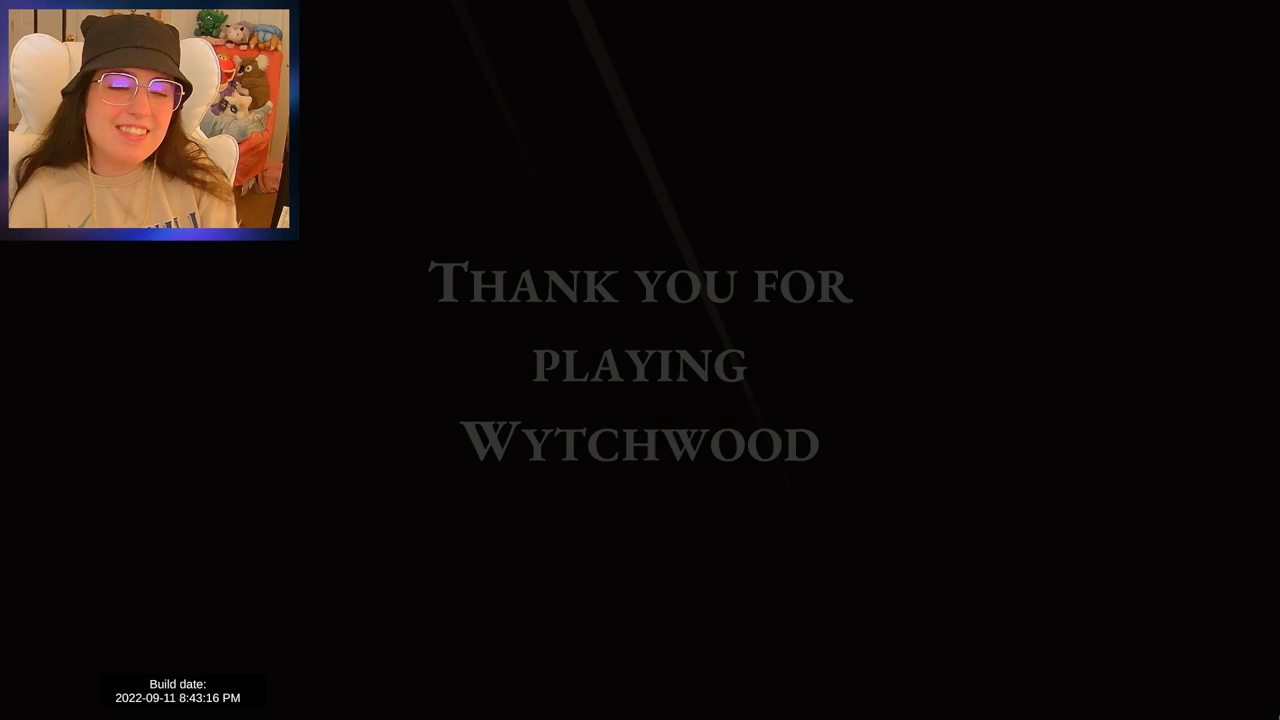 Thank you for
playing
Wytchwood
Build date:
2022-09-11 8:43:16 PM